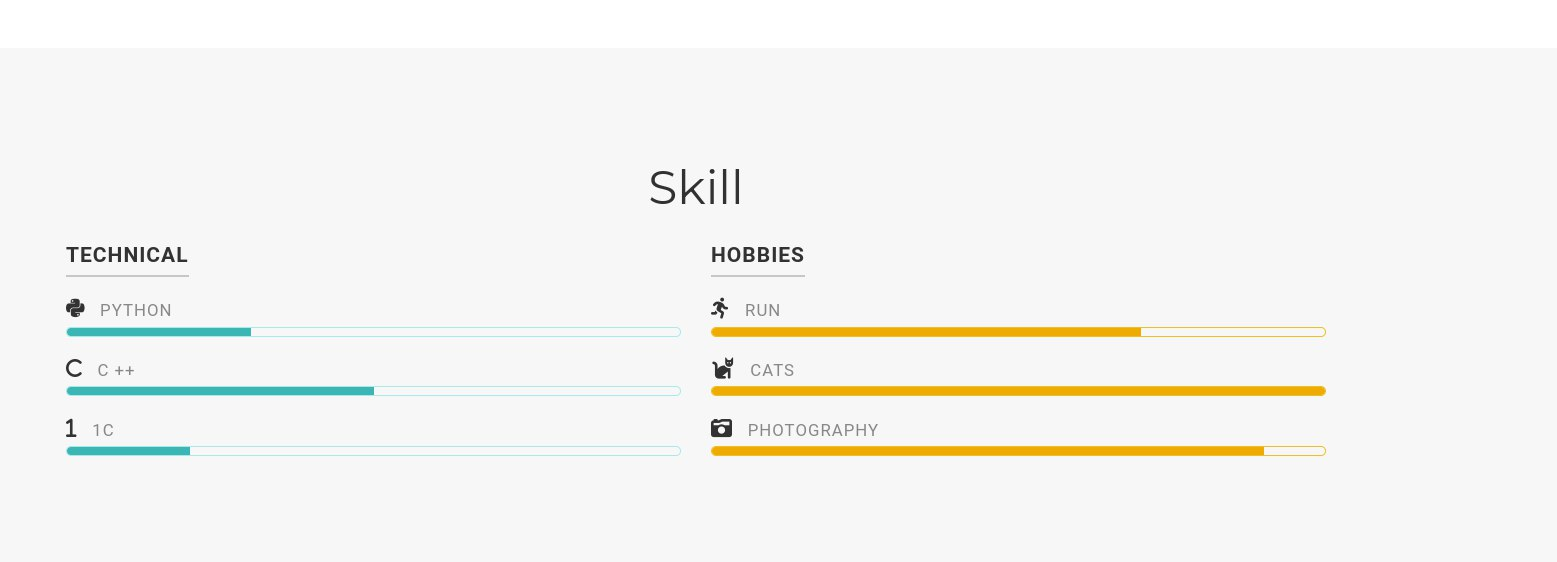 Skill
TECHNICAL
PYTHON
C ++
1 1C
HOBBIES
RUN
CATS
PHOTOGRAPHY